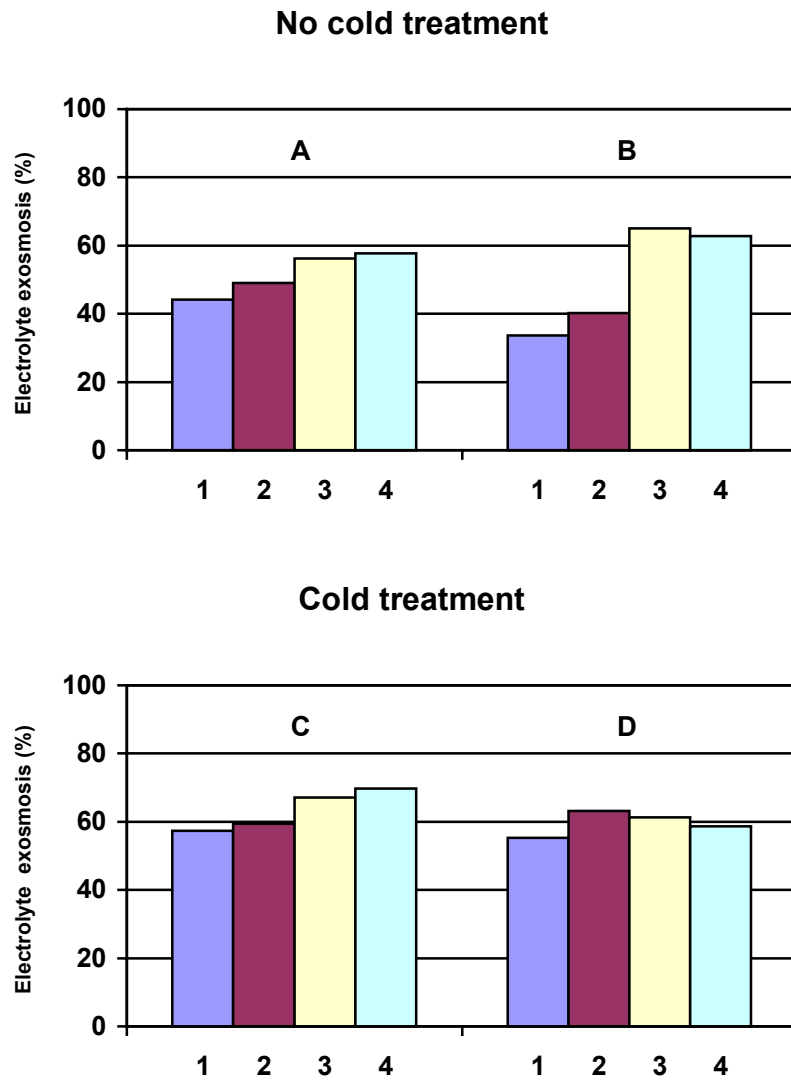 No cold treatment
Electrolyte exosmosis (%)
100
80
60
40
20
0
A
B
1 2 3 4 1 2 3 4
Cold treatment
Electrolyte exosmosis (%)
100
80
60
40
20
0
C
D
1 2 3 4 1 2 3 4